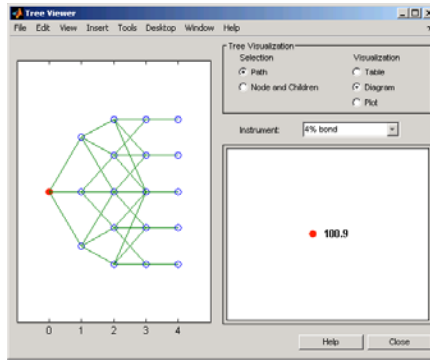 Tree Viewer
File Edit View Insert Tools Desktop Window Help
Tree Visualization
Selection
Visualization
Path
Table
Node and Children
Diagram
Plot
Instrument:
4% bond
100.9
0 1 2 3 4
Help
Close